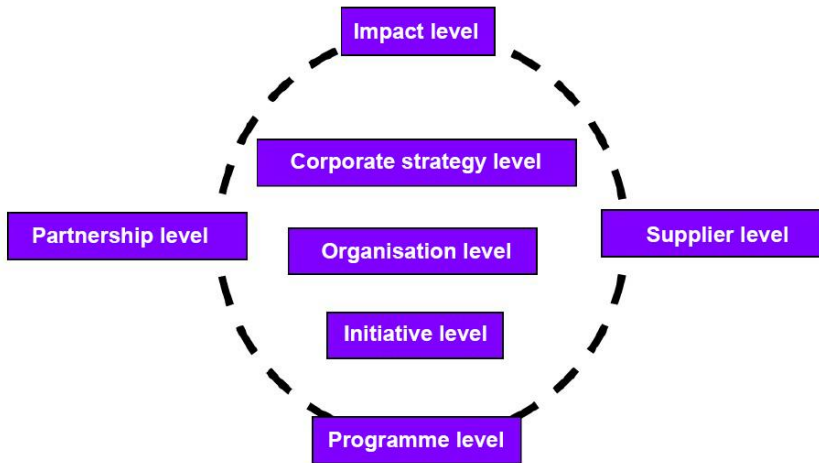 Impact level
Corporate strategy level
Partnership level
Organisation level
Supplier level
Initiative level
Programme level